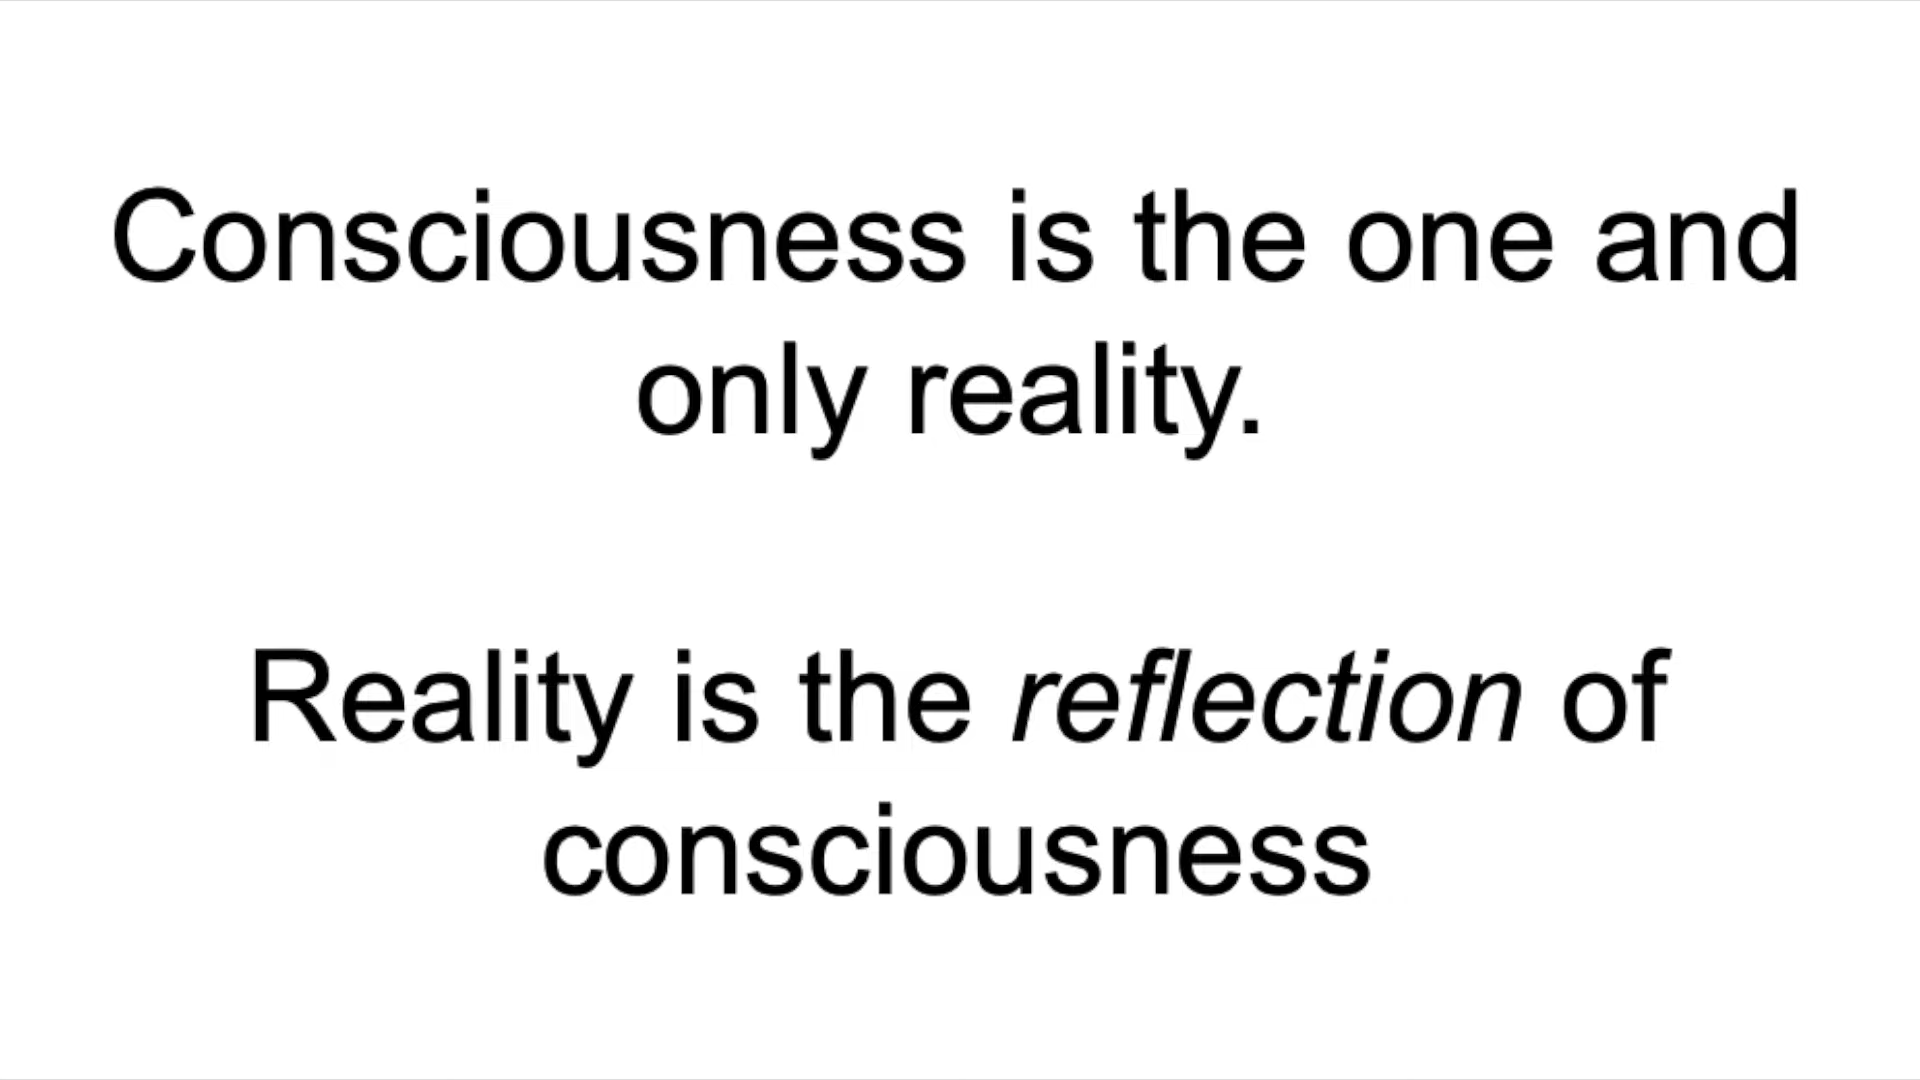 Consciousness is the one and
only reality.
Reality is the reflection of
consciousness